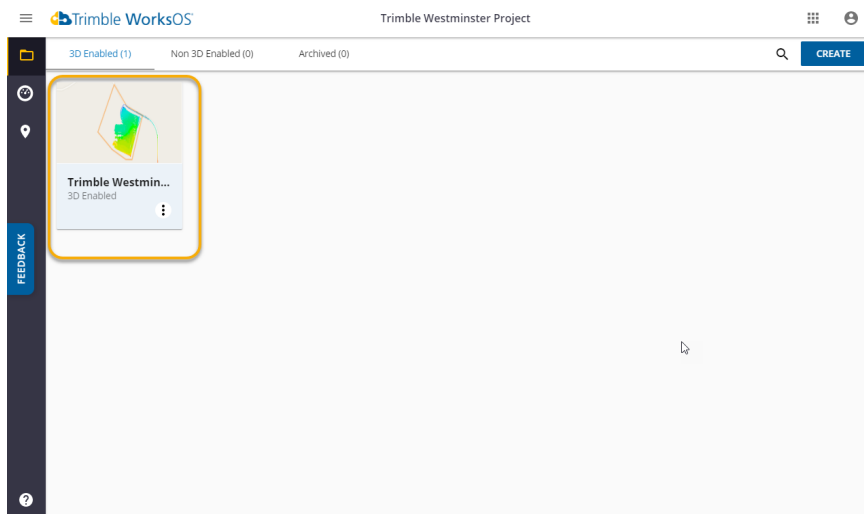 Trimble WorksOS
Trimble Westminster Project
3D Enabled (1)
Non 3D Enabled (0)
Archived (0)
CREATE
Trimble Westmin...
3D Enabled
FEEDBACK